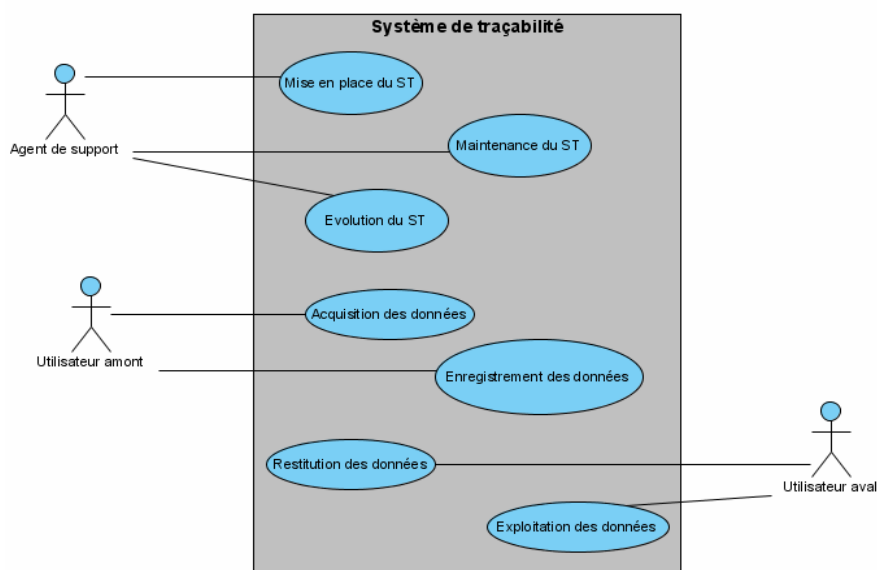 Système de traçabilité
Mise en place du ST
Agent de support
Maintenance du ST
Evolution du ST
Acquisition des données
Utilisateur amont
Enregistrement des données
Restitution des données
Utilisateur aval
Exploitation des données